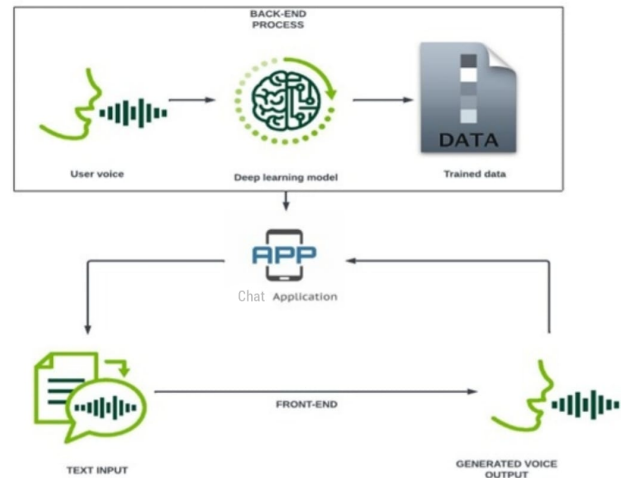 BACK-END
PROCESS
DATA
User voice
Deep learning model
Trained data
APP
Chat Application
FRONT-END
TEXT INPUT
GENERATED VOICE
OUTPUT